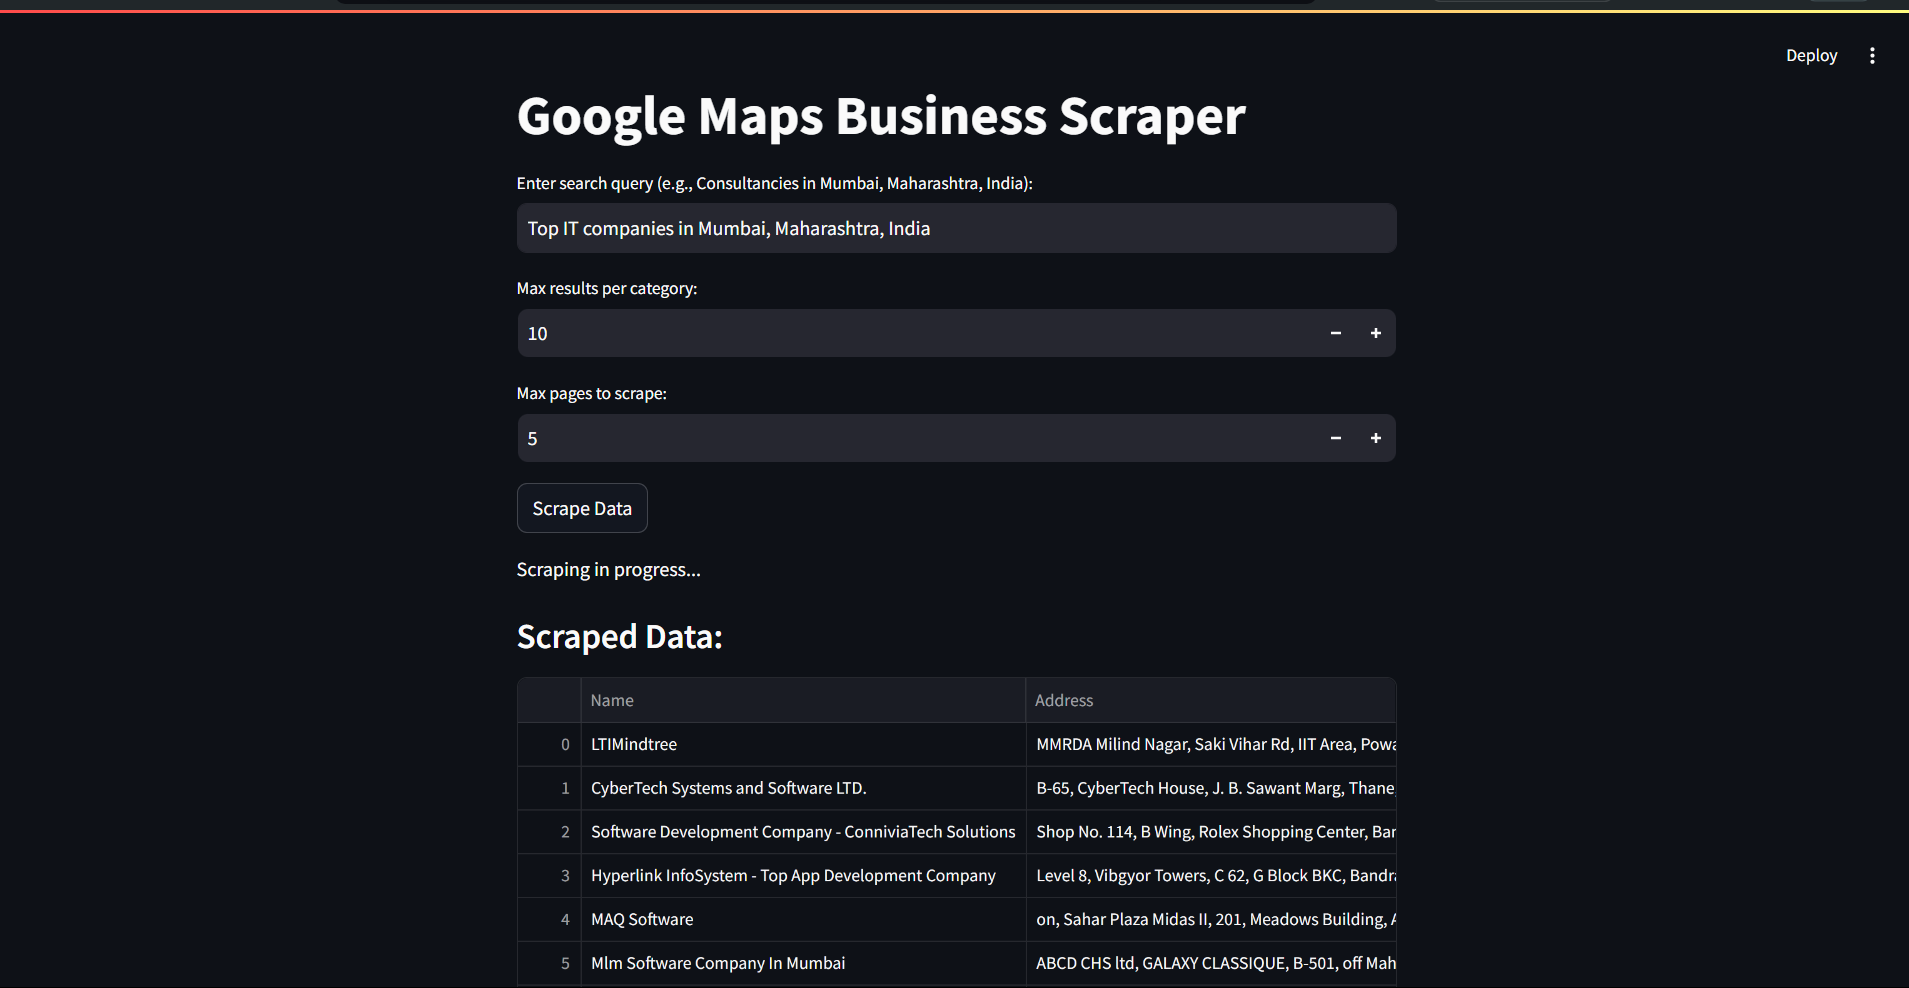 Deploy
Google Maps Business Scraper
Enter search query (e.g., Consultancies in Mumbai, Maharashtra, India):
Top IT companies in Mumbai, Maharashtra, India
Max results per category:
10
Max pages to scrape:
5
Scrape Data
Scraping in progress...
Scraped Data:
Name Address
0 LTIMindtree MMRDA Milind Nagar, Saki Vihar Rd, IIT Area, Powa
1 CyberTech Systems and Software LTD. B-65, CyberTech House, J. B. Sawant Marg, Thane,
2 Software Development Company - ConniviaTech Solutions Shop No. 114, B Wing, Rolex Shopping Center, Ban
3 Hyperlink InfoSystem - Top App Development Company Level 8, Vibgyor Towers, C 62, G Block BKC, Bandra
4 MAQ Software on, Sahar Plaza Midas II, 201, Meadows Building, A
5 Mlm Software Company In Mumbai ABCD CHS ltd, GALAXY CLASSIQUE, B-501, off Mah